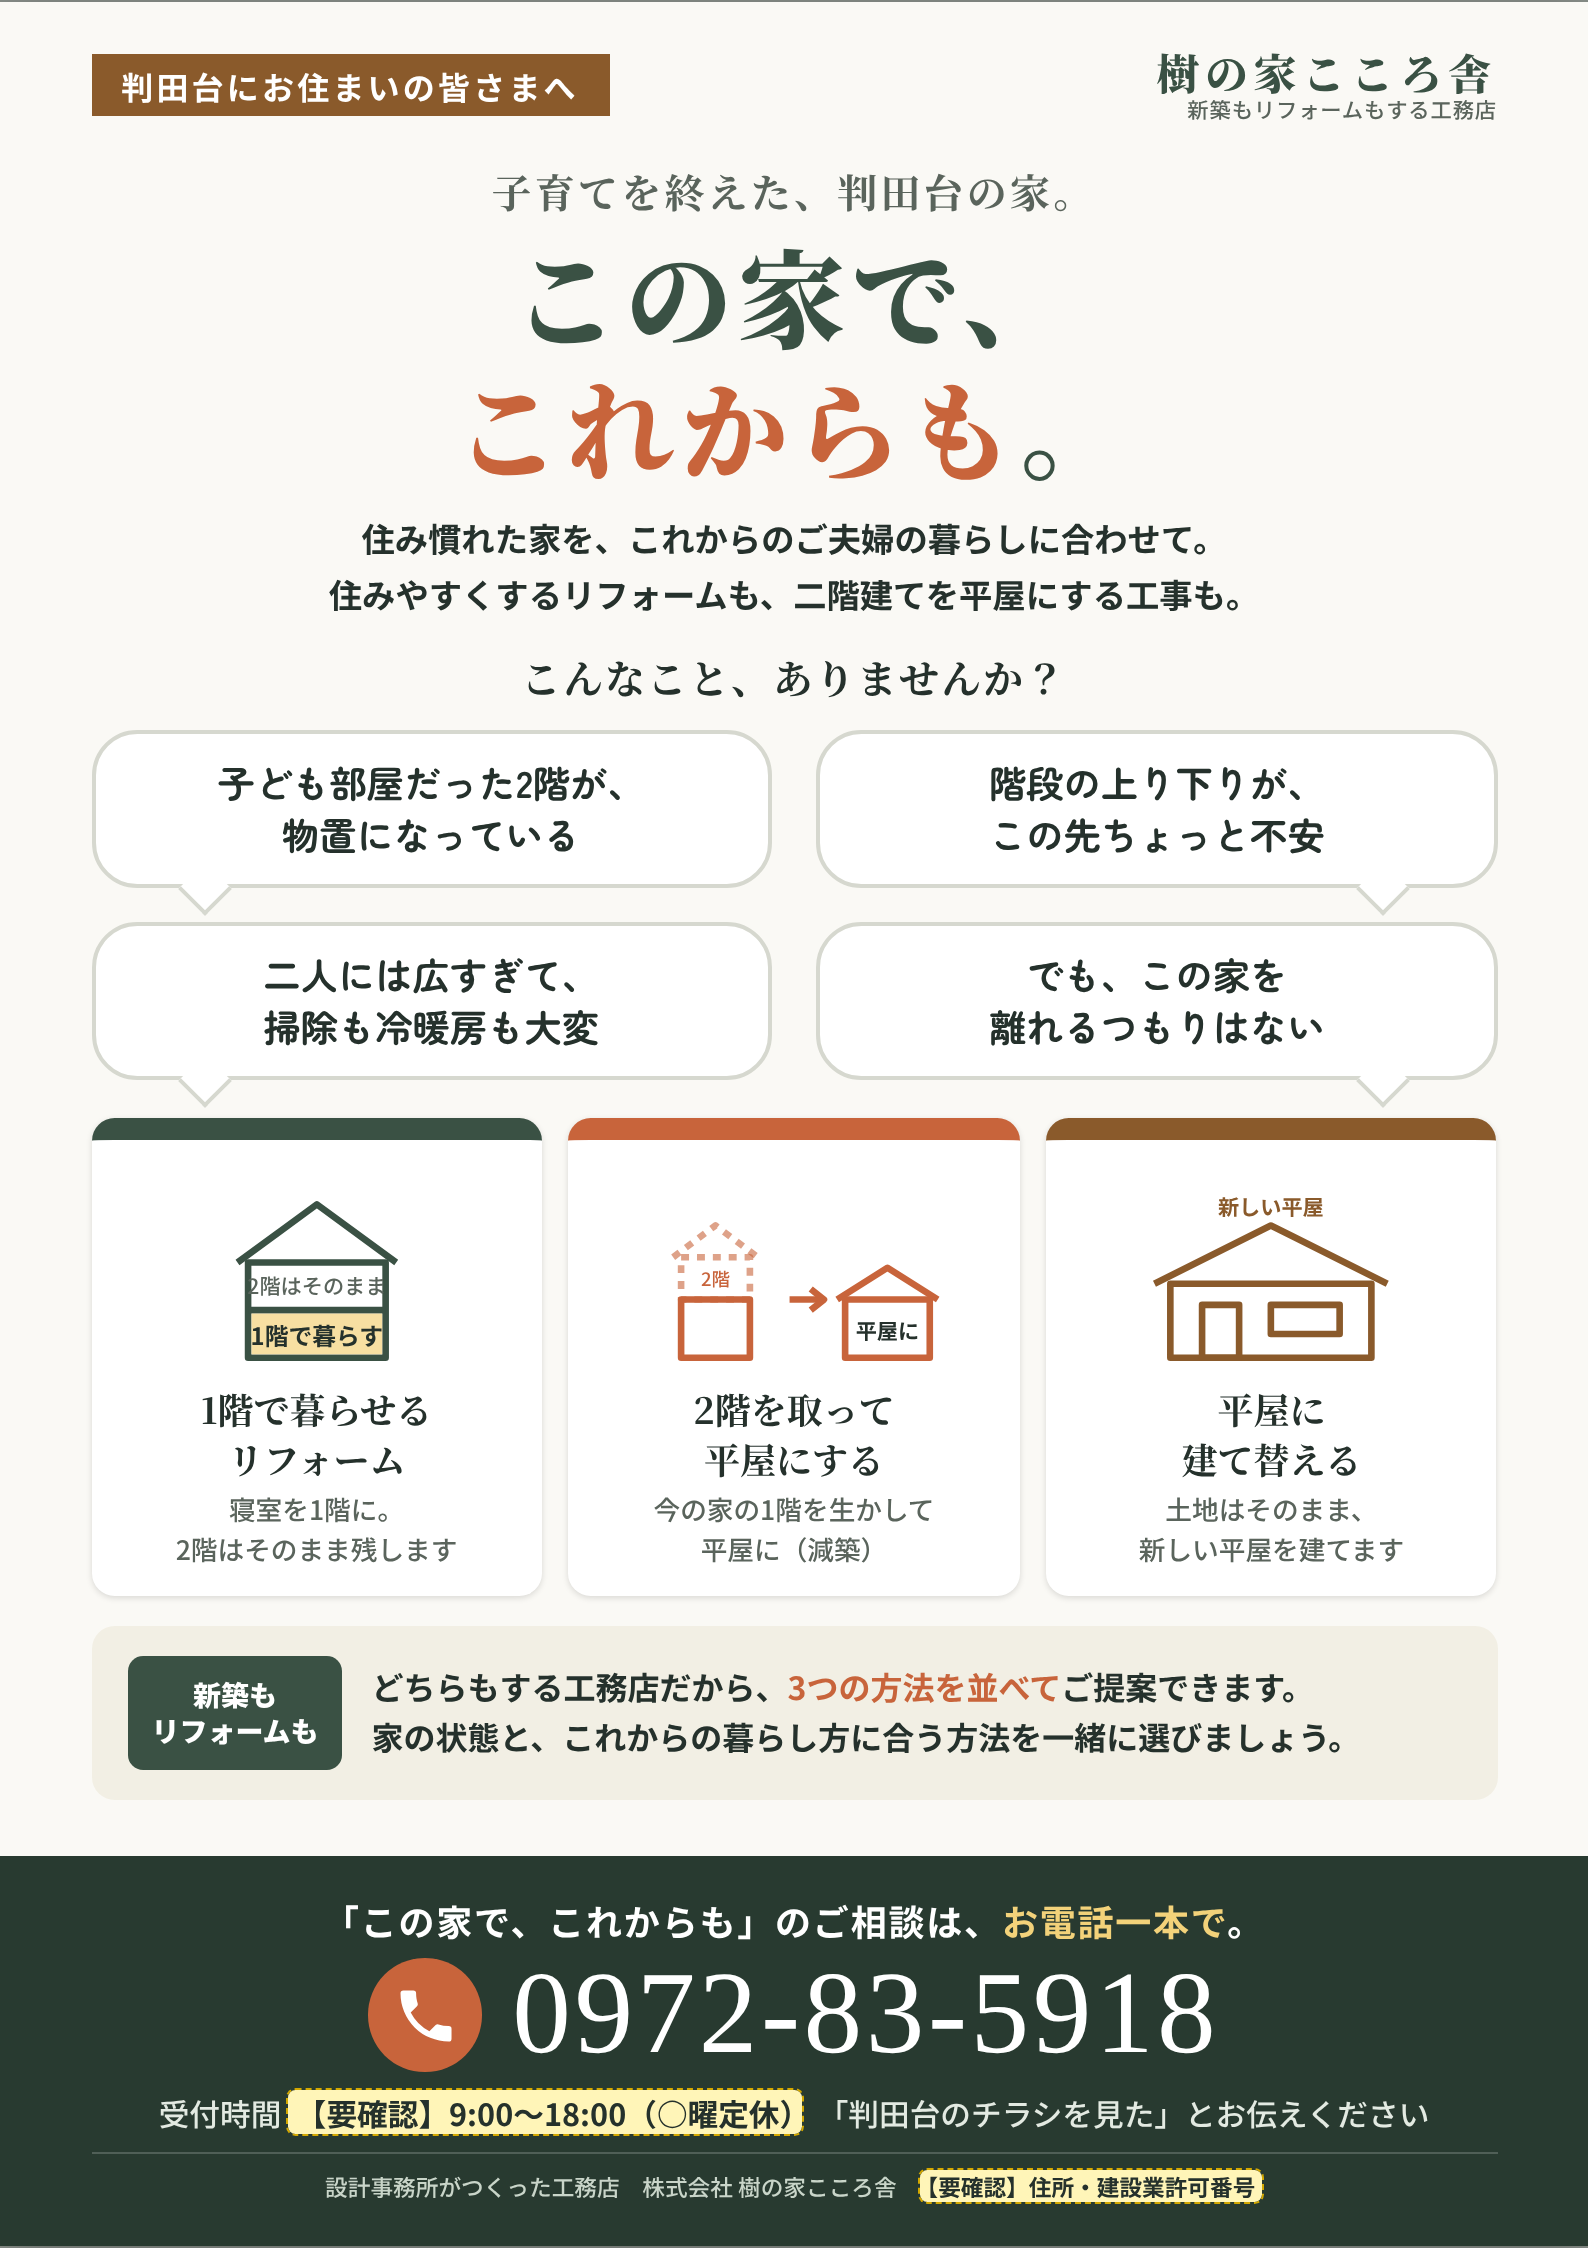 判田台にお住まいの皆さまへ
樹の家こころ舎
新築もリフォームもする工務店
子育てを終えた、判田台の家。
この家で、
これからも。
住み慣れた家を、これからのご夫婦の暮らしに合わせて。
住みやすくするリフォームも、二階建てを平屋にする工事も。
こんなこと、ありませんか？
子ども部屋だった2階が、
物置になっている
階段の上り下りが、
この先ちょっと不安
二人には広すぎて、
掃除も冷暖房も大変
でも、この家を
離れるつもりはない
2階はそのまま
1階で暮らす
1階で暮らせる
リフォーム
寝室を1階に。
2階はそのまま残します
2階
平屋に
2階を取って
平屋にする
今の家の1階を生かして
平屋に（減築）
新しい平屋
平屋に
建て替える
土地はそのまま、
新しい平屋を建てます
新築も
リフォームも
どちらもする工務店だから、3つの方法を並べてご提案できます。
家の状態と、これからの暮らし方に合う方法を一緒に選びましょう。
「この家で、これからも」のご相談は、お電話一本で。
0972-83-5918
受付時間【要確認】9:00〜18:00（○曜定休）「判田台のチラシを見た」とお伝えください
設計事務所がつくった工務店　株式会社 樹の家こころ舎　【要確認】住所・建設業許可番号